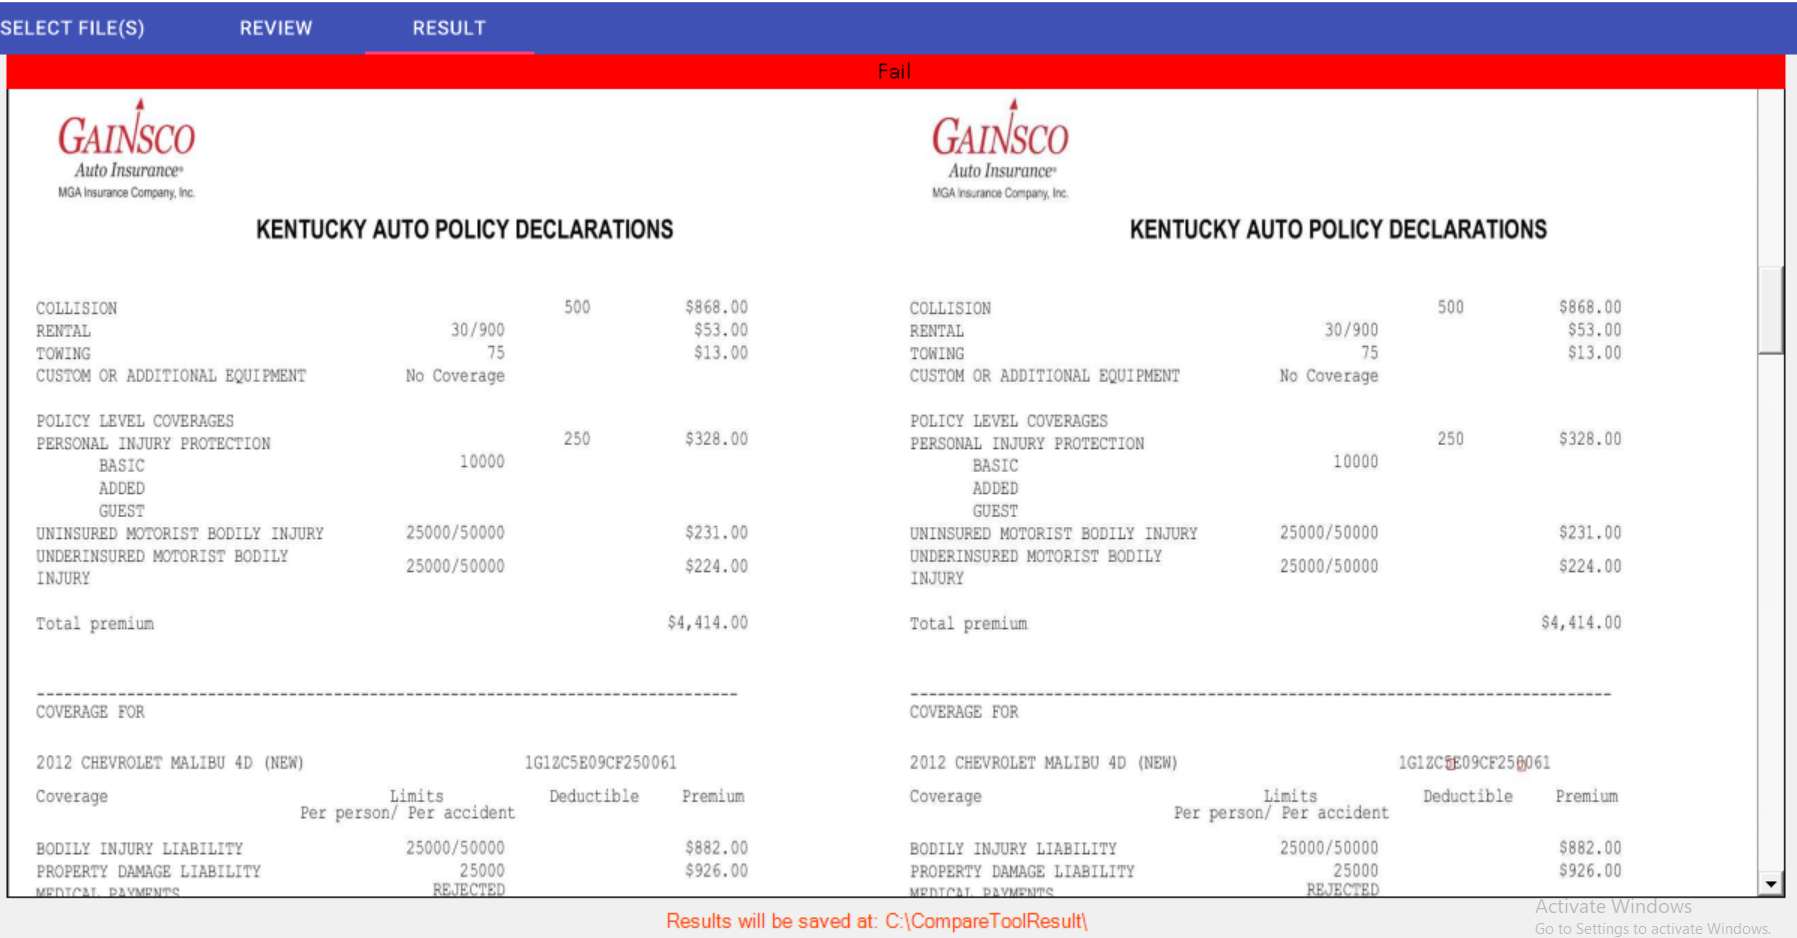 SELECT FILE(S) REVIEW RESULT
Fail
GAINSCO
Auto Insurance®
MGA Insurance Company, Inc.
KENTUCKY AUTO POLICY DECLARATIONS
COLLISION 500 $868.00
RENTAL 30/900 $53.00
TOWING 75 $13.00
CUSTOM OR ADDITIONAL EQUIPMENT No Coverage
POLICY LEVEL COVERAGES
PERSONAL INJURY PROTECTION 250 $328.00
BASIC 10000
ADDED
GUEST
UNINSURED MOTORIST BODILY INJURY 25000/50000 $231.00
UNDERINSURED MOTORIST BODILY
INJURY 25000/50000 $224.00
Total premium $4,414.00
--------------------------------------------------------------------------------
COVERAGE FOR
2012 CHEVROLET MALIBU 4D (NEW) 1G1ZC5E09CF250061
Coverage Limits Deductible Premium
Per person/ Per accident
BODILY INJURY LIABILITY 25000/50000 $882.00
PROPERTY DAMAGE LIABILITY 25000 $926.00
MEDICAL PAYMENTS REJECTED
GAINSCO
Auto Insurance®
MGA Insurance Company, Inc.
KENTUCKY AUTO POLICY DECLARATIONS
COLLISION 500 $868.00
RENTAL 30/900 $53.00
TOWING 75 $13.00
CUSTOM OR ADDITIONAL EQUIPMENT No Coverage
POLICY LEVEL COVERAGES
PERSONAL INJURY PROTECTION 250 $328.00
BASIC 10000
ADDED
GUEST
UNINSURED MOTORIST BODILY INJURY 25000/50000 $231.00
UNDERINSURED MOTORIST BODILY
INJURY 25000/50000 $224.00
Total premium $4,414.00
--------------------------------------------------------------------------------
COVERAGE FOR
2012 CHEVROLET MALIBU 4D (NEW) 1G1ZC5E09CF250061
Coverage Limits Deductible Premium
Per person/ Per accident
BODILY INJURY LIABILITY 25000/50000 $882.00
PROPERTY DAMAGE LIABILITY 25000 $926.00
MEDICAL PAYMENTS REJECTED
Results will be saved at: C:\CompareToolResult\
Activate Windows
Go to Settings to activate Windows.